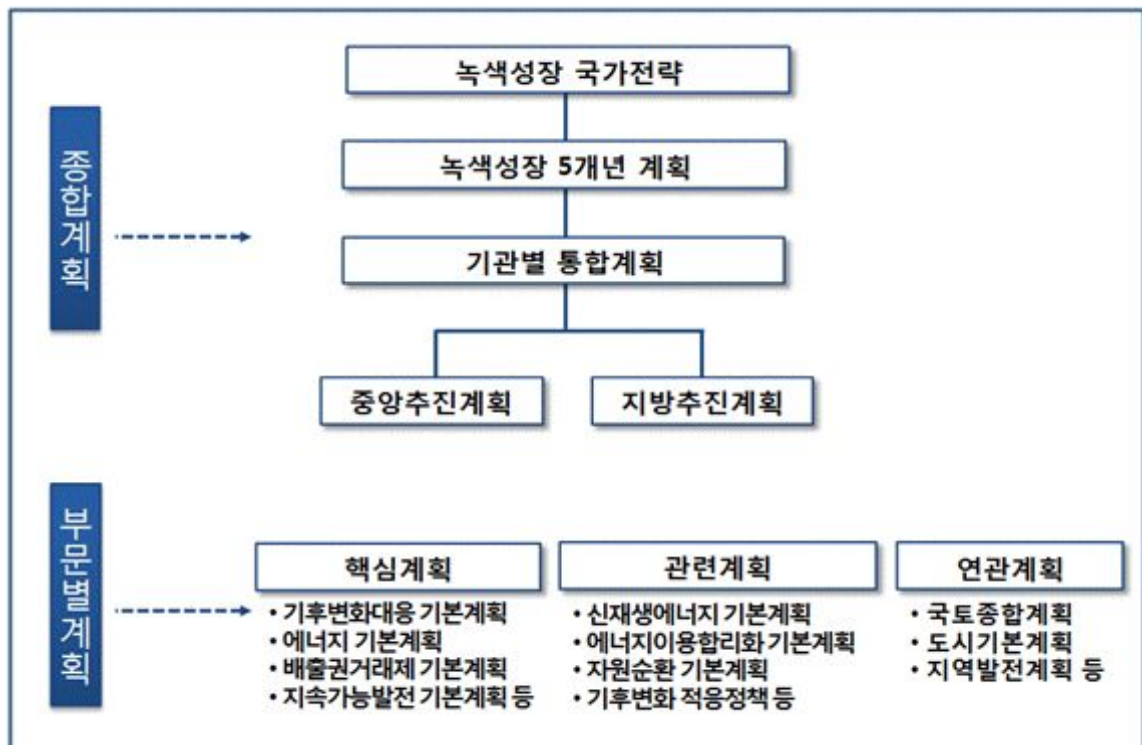 녹색성장 국가전략
종합계획
녹색성장 5개년 계획
기관별 통합계획
중앙추진계획
지방추진계획
부문별계획
핵심계획
• 기후변화대응 기본계획
• 에너지 기본계획
• 배출권거래제 기본계획
• 지속가능발전 기본계획 등
관련계획
• 신재생에너지 기본계획
• 에너지이용합리화 기본계획
• 자원순환 기본계획
• 기후변화 적응정책 등
연관계획
• 국토종합계획
• 도시기본계획
• 지역발전계획 등